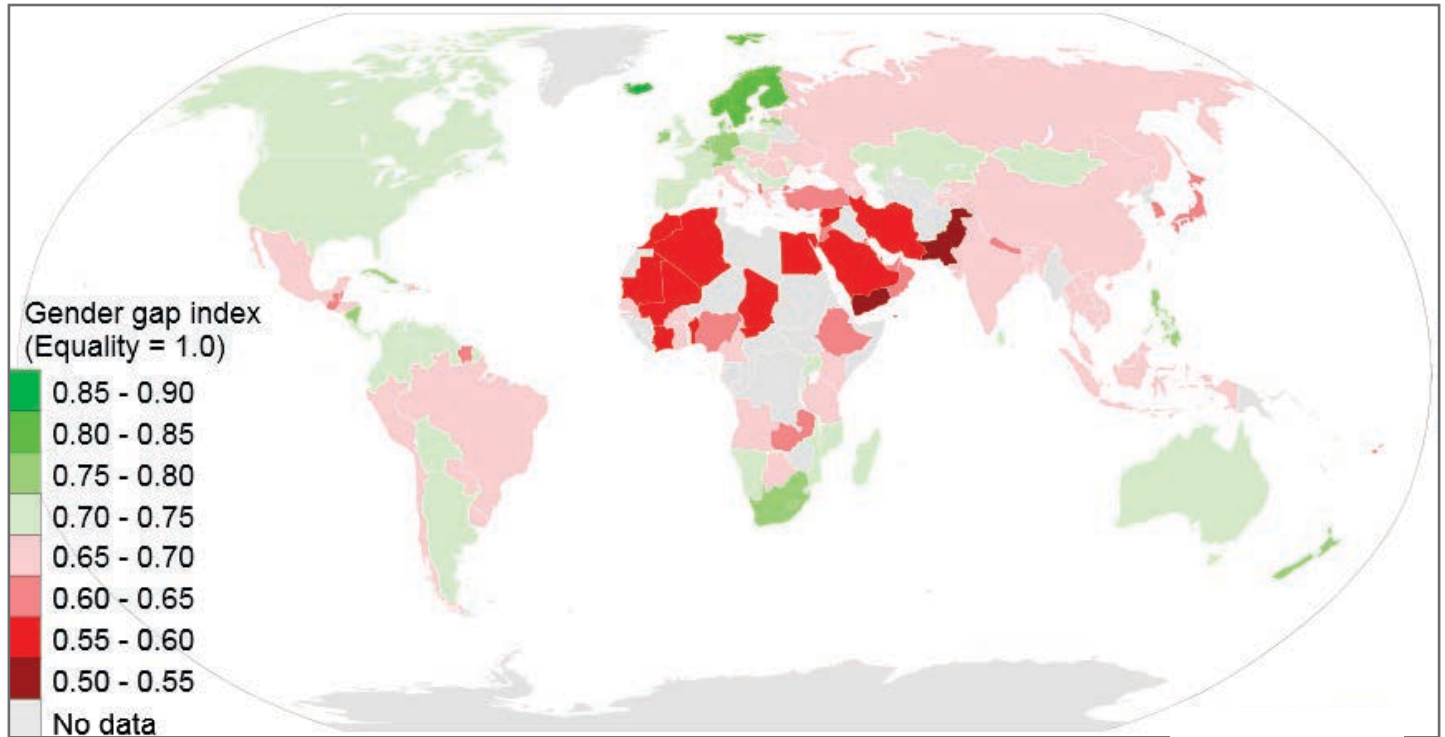 Gender gap index
(Equality = 1.0)
0.85 - 0.90
0.80 - 0.85
0.75 - 0.80
0.70 - 0.75
0.65 - 0.70
0.60 - 0.65
0.55 - 0.60
0.50 - 0.55
No data